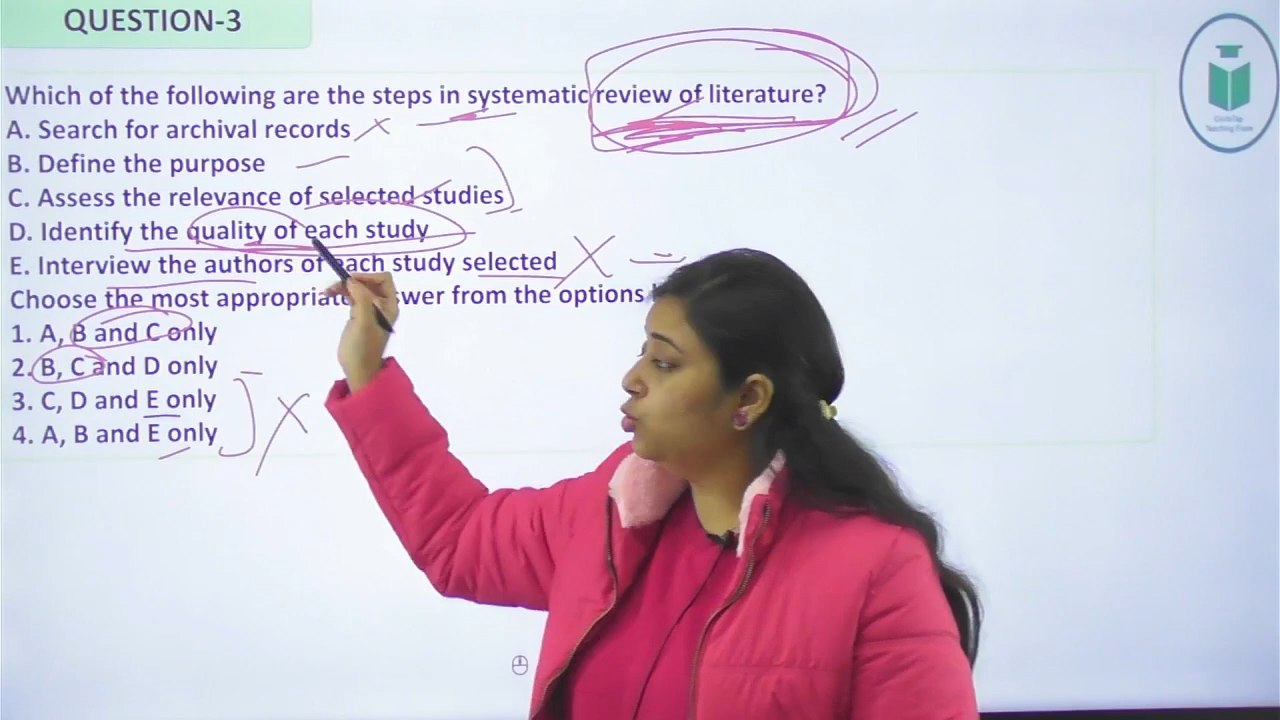 QUESTION-3
Which of the following are the steps in systematic review of literature?
A. Search for archival records
B. Define the purpose
C. Assess the relevance of selected studies
D. Identify the quality of each study
E. Interview the authors of each study selected
Choose the most appropriate answer from the options
1. A, B and C only
2. B, C and D only
3. C, D and E only
4. A, B and E only